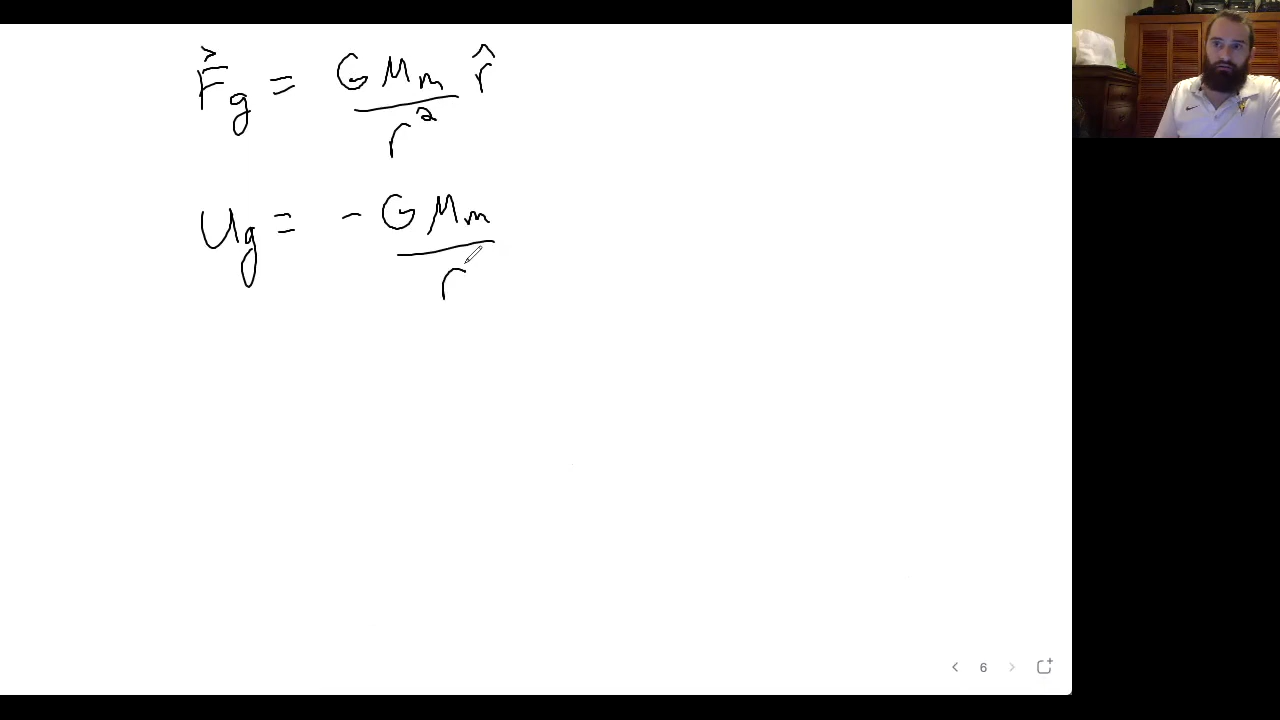 F⃗g = GMm/r² r̂
Ug = - GMm/r
6